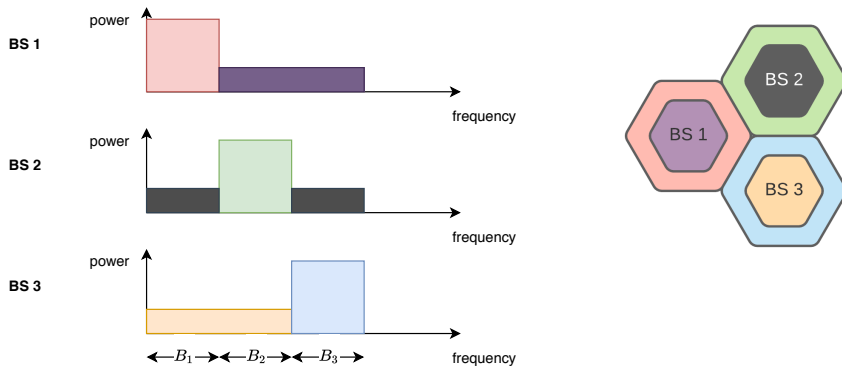 power
BS 1
frequency
power
BS 2
frequency
power
BS 3
B₁
B₂
B₃
frequency
BS 2
BS 1
BS 3